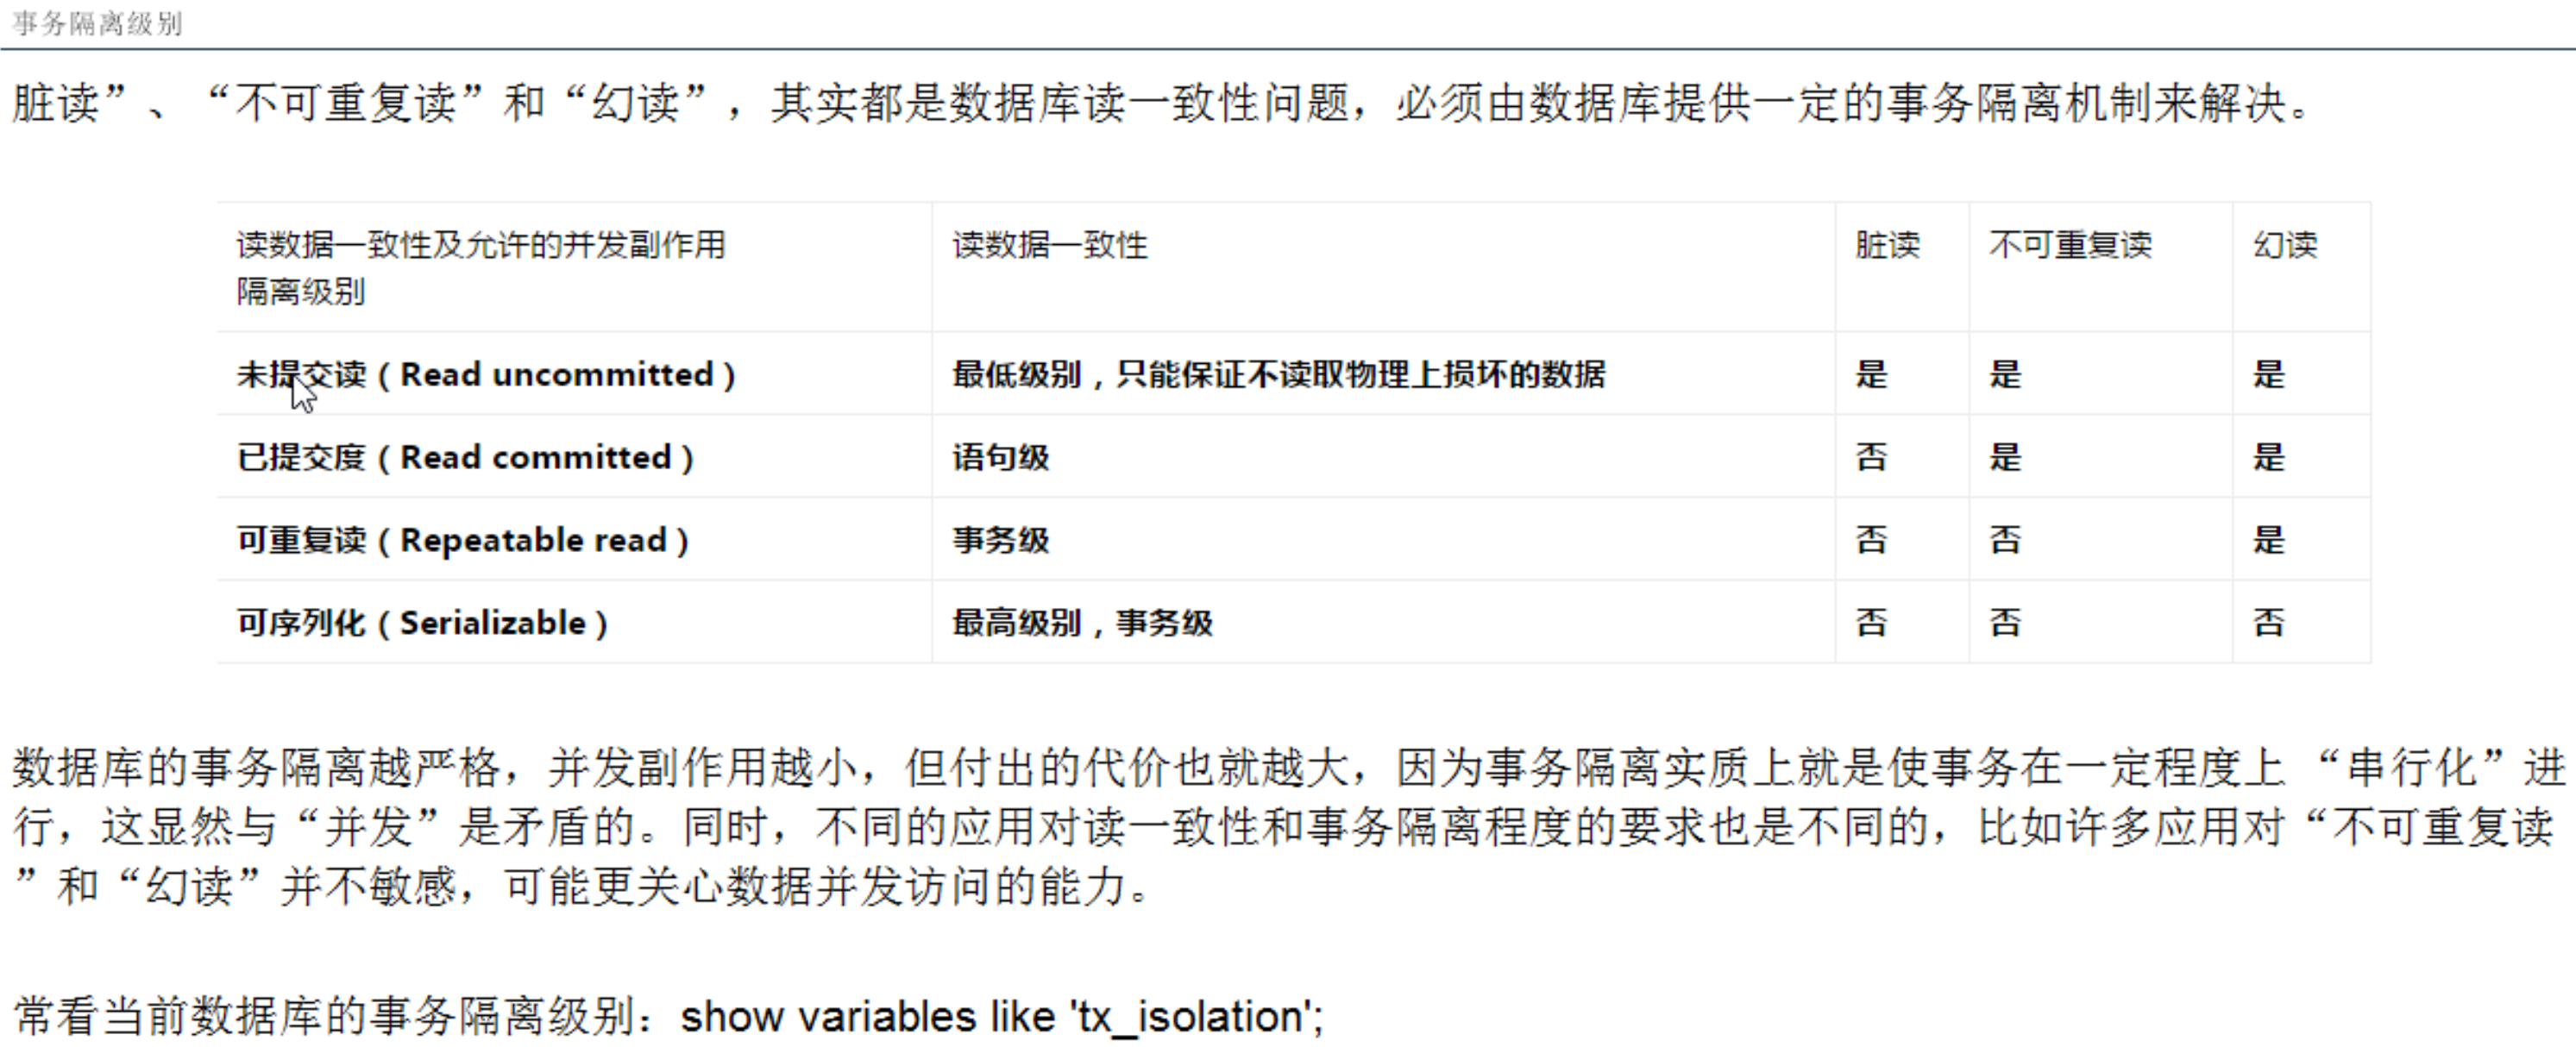 事务隔离级别
脏读”、“不可重复读”和“幻读”，其实都是数据库读一致性问题，必须由数据库提供一定的事务隔离机制来解决。
读数据一致性及允许的并发副作用 读数据一致性 脏读 不可重复读 幻读
隔离级别
未提交读（Read uncommitted） 最低级别，只能保证不读取物理上损坏的数据 是 是 是
已提交度（Read committed） 语句级 否 是 是
可重复读（Repeatable read） 事务级 否 否 是
可序列化（Serializable） 最高级别，事务级 否 否 否
数据库的事务隔离越严格，并发副作用越小，但付出的代价也就越大，因为事务隔离实质上就是使事务在一定程度上 “串行化”进
行，这显然与“并发”是矛盾的。同时，不同的应用对读一致性和事务隔离程度的要求也是不同的，比如许多应用对“不可重复读
”和“幻读”并不敏感，可能更关心数据并发访问的能力。
常看当前数据库的事务隔离级别：show variables like 'tx_isolation';